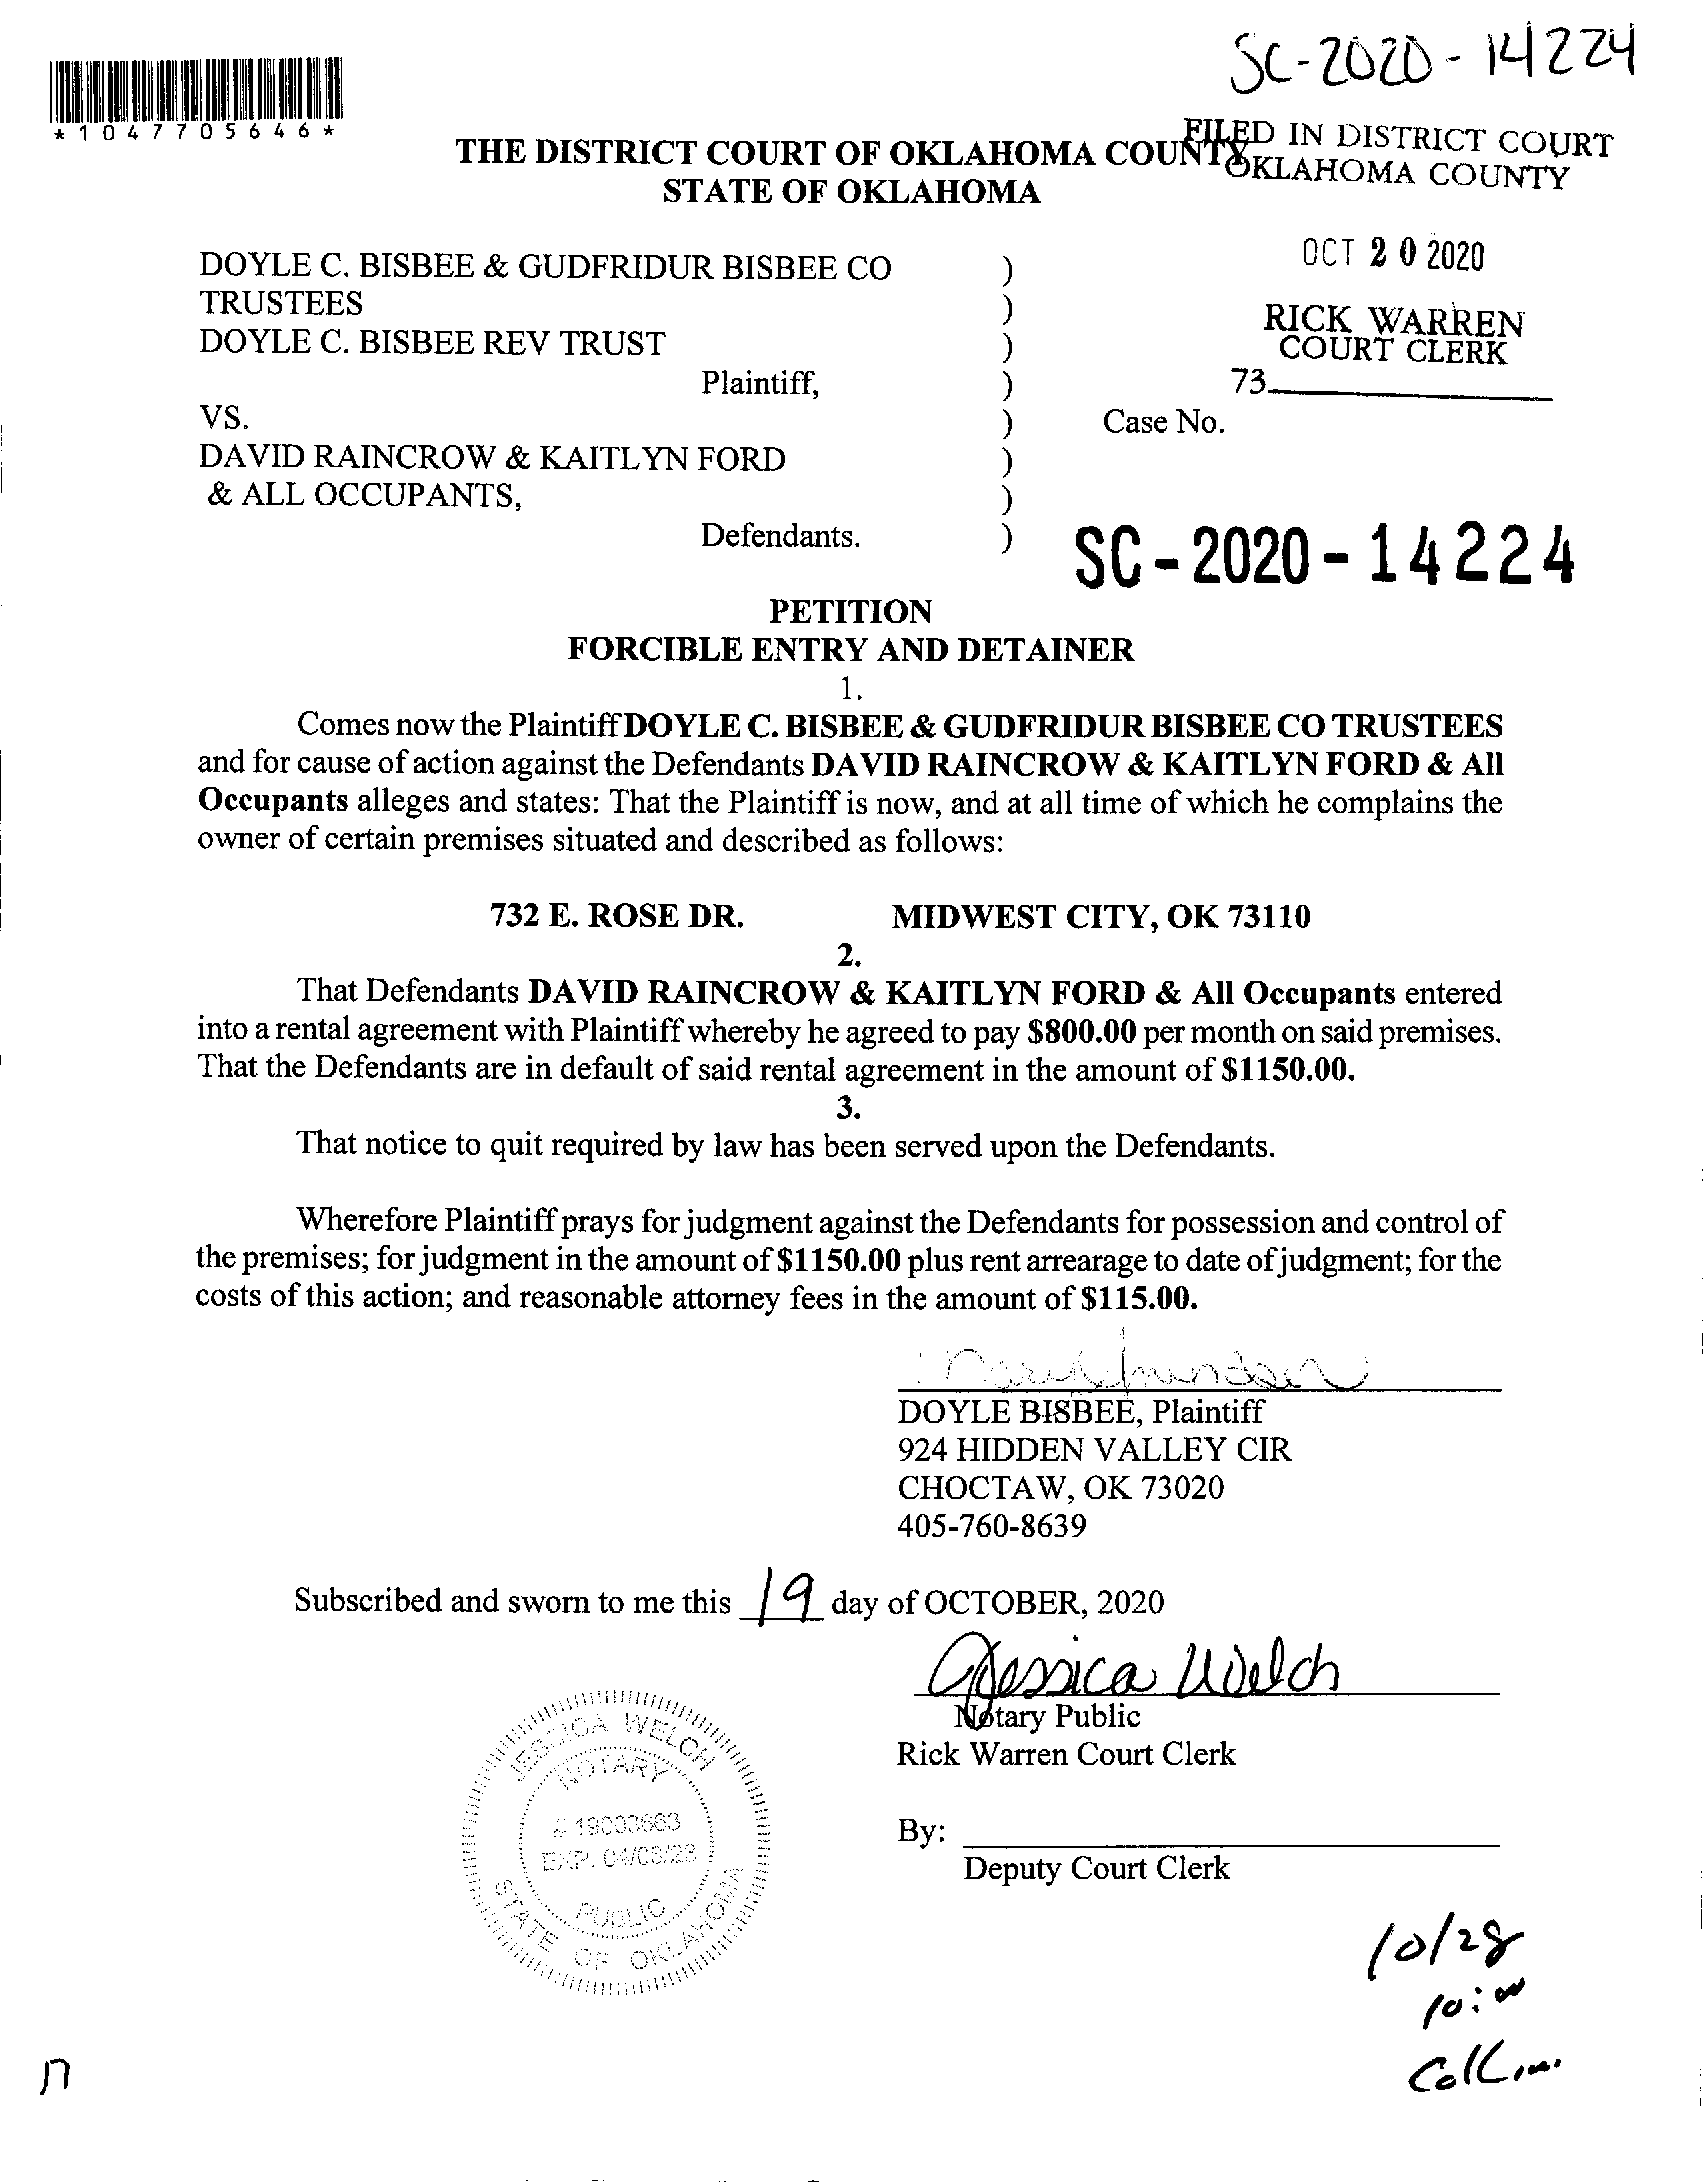 SC-2020-14224
*1047705646*
FILED IN DISTRICT COURT
OKLAHOMA COUNTY
THE DISTRICT COURT OF OKLAHOMA COUNTY
STATE OF OKLAHOMA
OCT 20 2020
RICK WARREN
COURT CLERK
73
DOYLE C. BISBEE & GUDFRIDUR BISBEE CO )
TRUSTEES )
DOYLE C. BISBEE REV TRUST )
Plaintiff, )
VS. ) Case No.
DAVID RAINCROW & KAITLYN FORD )
& ALL OCCUPANTS, )
Defendants. )
SC-2020-14224
PETITION
FORCIBLE ENTRY AND DETAINER
1.
Comes now the Plaintiff DOYLE C. BISBEE & GUDFRIDUR BISBEE CO TRUSTEES
and for cause of action against the Defendants DAVID RAINCROW & KAITLYN FORD & All
Occupants alleges and states: That the Plaintiff is now, and at all time of which he complains the
owner of certain premises situated and described as follows:
732 E. ROSE DR. MIDWEST CITY, OK 73110
2.
That Defendants DAVID RAINCROW & KAITLYN FORD & All Occupants entered
into a rental agreement with Plaintiff whereby he agreed to pay $800.00 per month on said premises.
That the Defendants are in default of said rental agreement in the amount of $1150.00.
3.
That notice to quit required by law has been served upon the Defendants.
Wherefore Plaintiff prays for judgment against the Defendants for possession and control of
the premises; for judgment in the amount of $1150.00 plus rent arrearage to date of judgment; for the
costs of this action; and reasonable attorney fees in the amount of $115.00.
DOYLE BISBEE, Plaintiff
924 HIDDEN VALLEY CIR
CHOCTAW, OK 73020
405-760-8639
Subscribed and sworn to me this 19 day of OCTOBER, 2020
Jessica Welch
Notary Public
Rick Warren Court Clerk
JESSICA WELCH
NOTARY
# 19003663
EXP. 04/03/23
PUBLIC
STATE OF OKLAHOMA
By:
Deputy Court Clerk
10/28
10:00